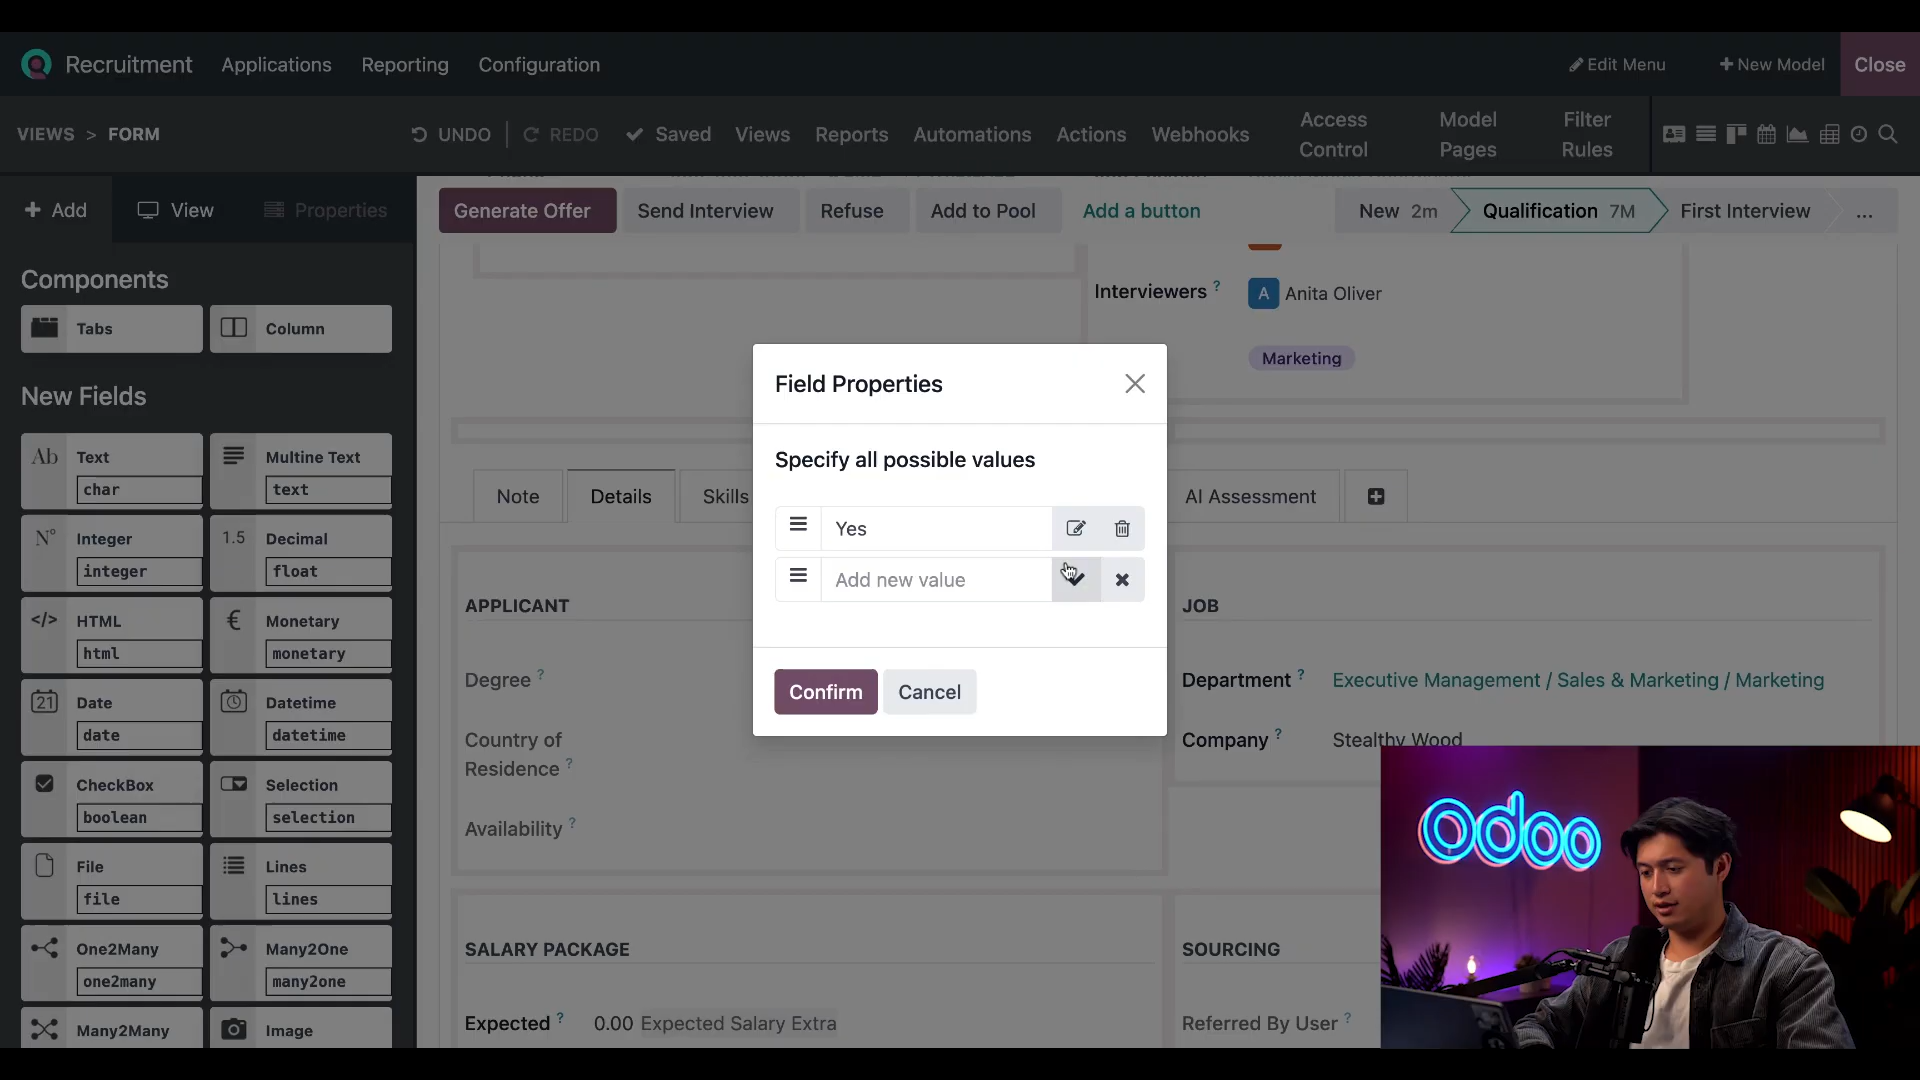 Recruitment Applications Reporting Configuration Edit Menu New Model Close
VIEWS > FORM UNDO REDO Saved Views Reports Automations Actions Webhooks Access Control Model Pages Filter Rules
Add View Properties
Generate Offer Send Interview Refuse Add to Pool Add a button New 2m Qualification 7M First Interview ...
Components
Tabs Column
New Fields
Ab Text Multine Text
char text
N° Integer 1.5 Decimal
integer float
</> HTML € Monetary
html monetary
21 Date Datetime
date datetime
CheckBox Selection
boolean selection
File Lines
file lines
One2Many Many2One
one2many many2one
Many2Many Image
Interviewers ? A Anita Oliver
Marketing
Note Details Skills AI Assessment
Field Properties
Specify all possible values
Yes
Add new value
Confirm Cancel
APPLICANT
Degree ?
Country of
Residence ?
Availability ?
JOB
Department ? Executive Management / Sales & Marketing / Marketing
Company ? Stealthy Wood
SALARY PACKAGE
Expected ? 0.00 Expected Salary Extra
SOURCING
Referred By User ?
odoo